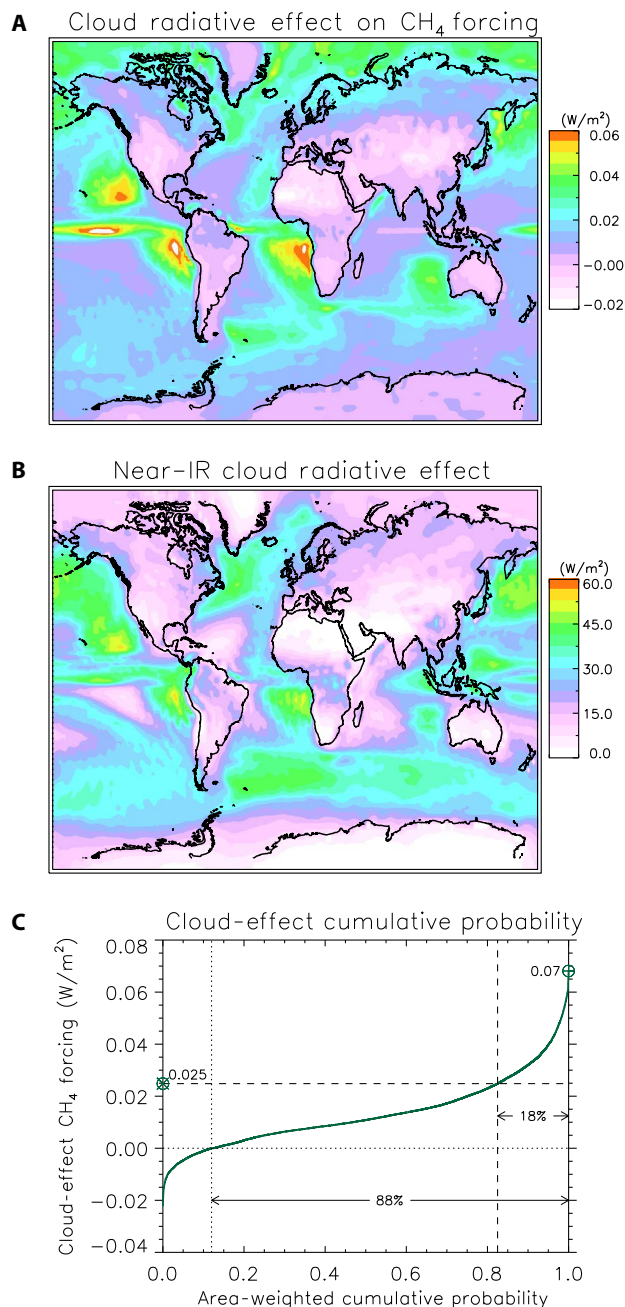 A
Cloud radiative effect on CH₄ forcing
(W/m²)
0.06
0.04
0.02
−0.00
−0.02
B
Near−IR cloud radiative effect
(W/m²)
60.0
45.0
30.0
15.0
0.0
C
Cloud−effect cumulative probability
Cloud−effect CH₄ forcing (W/m²)
0.08
0.06
0.04
0.02
0.00
−0.02
−0.04
0.07
0.025
18%
88%
0.0 0.2 0.4 0.6 0.8 1.0
Area−weighted cumulative probability